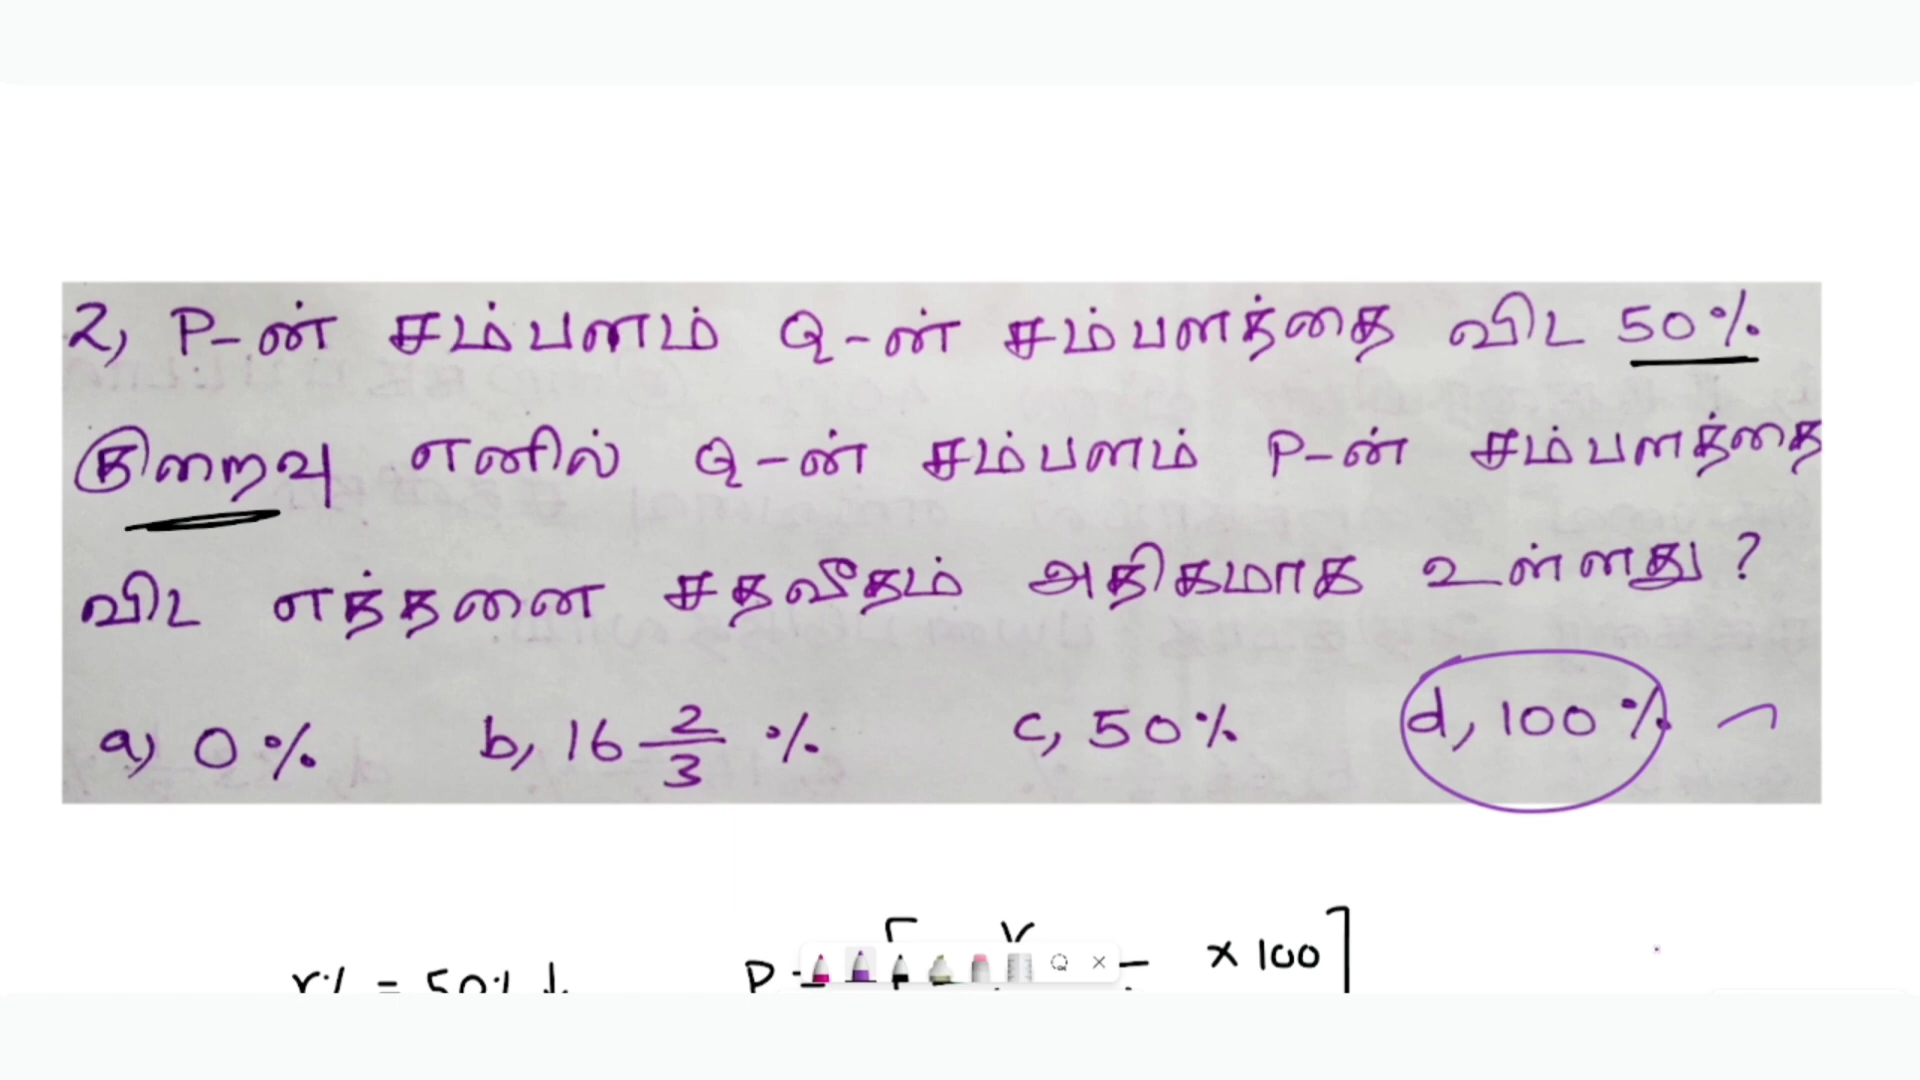 2, P-ன் சம்பளம் Q-ன் சம்பளத்தை விட 50%
குறைவு எனில் Q-ன் சம்பளம் P-ன் சம்பளத்தை
விட எத்தனை சதவீதம் அதிகமாக உள்ளது?
a) 0% b, 16 2/3 % c, 50% d, 100%
r% = 50% ↓ P = [ r × 100 ]